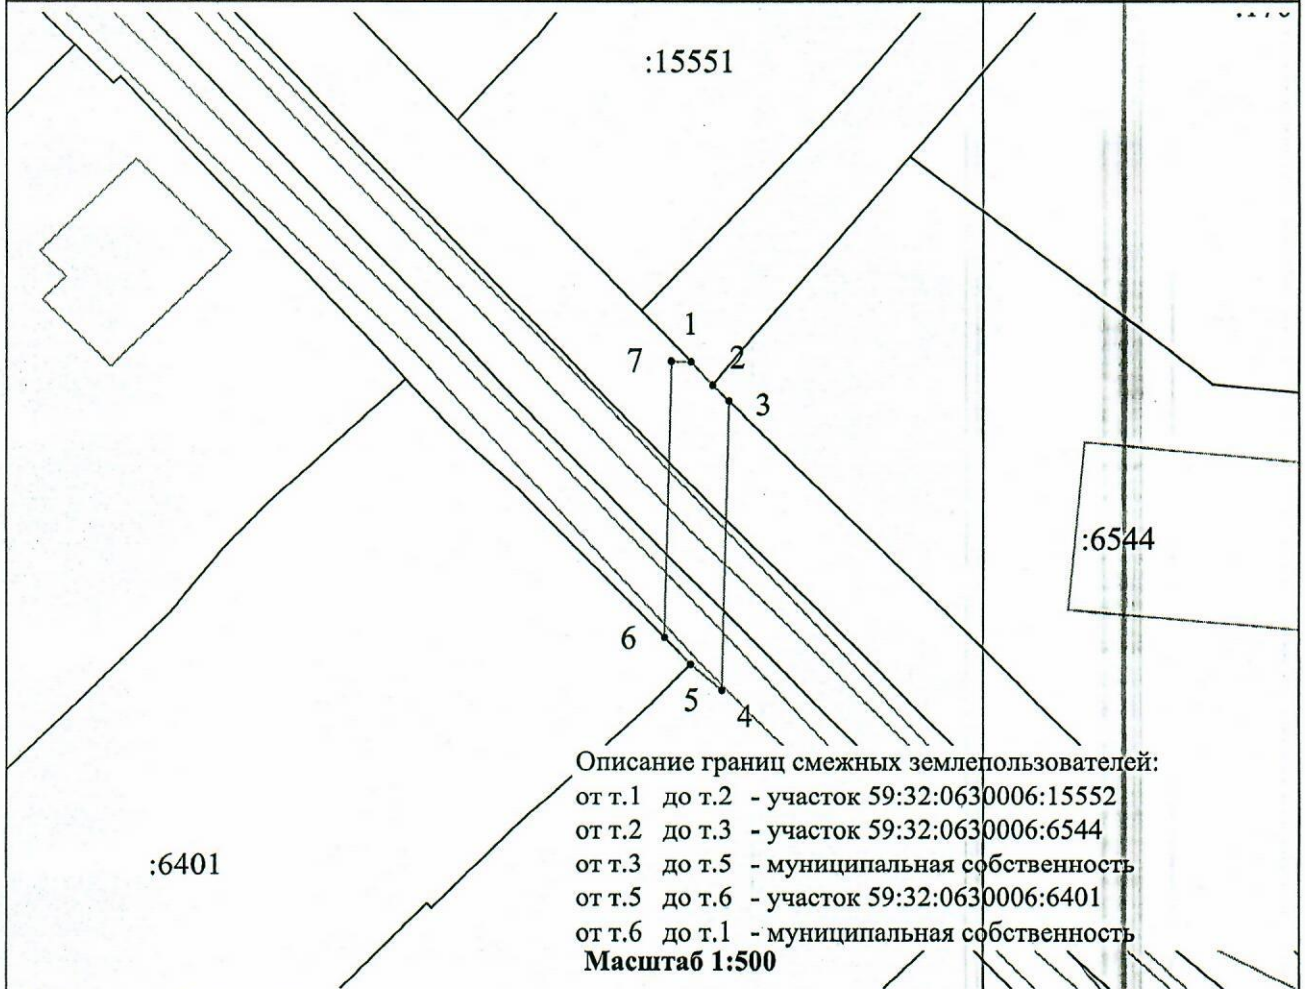 :15551
1
7
2
3
:6544
6
5
4
Описание границ смежных землепользователей:
от т.1 до т.2 - участок 59:32:0630006:15552
от т.2 до т.3 - участок 59:32:0630006:6544
от т.3 до т.5 - муниципальная собственность
:6401
от т.5 до т.6 - участок 59:32:0630006:6401
от т.6 до т.1 - муниципальная собственность
Масштаб 1:500